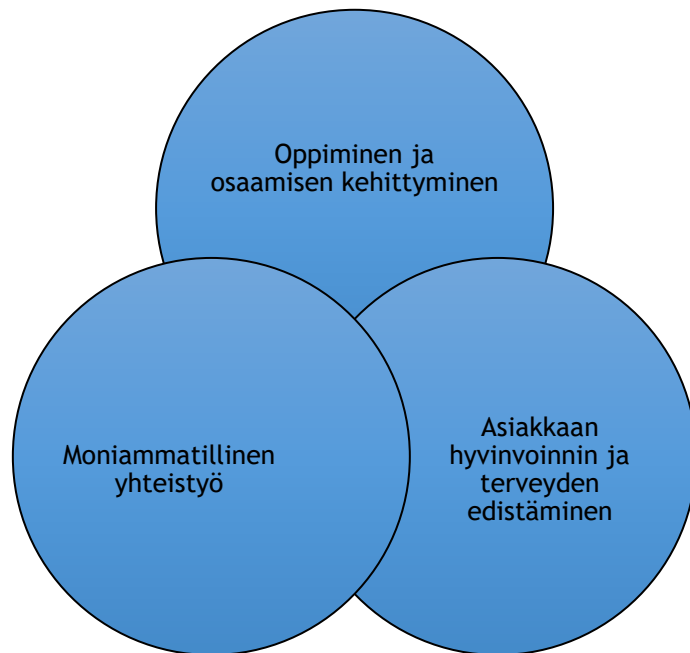 Oppiminen ja
osaamisen kehittyminen
Moniammatillinen
yhteistyö
Asiakkaan
hyvinvoinnin ja
terveyden
edistäminen